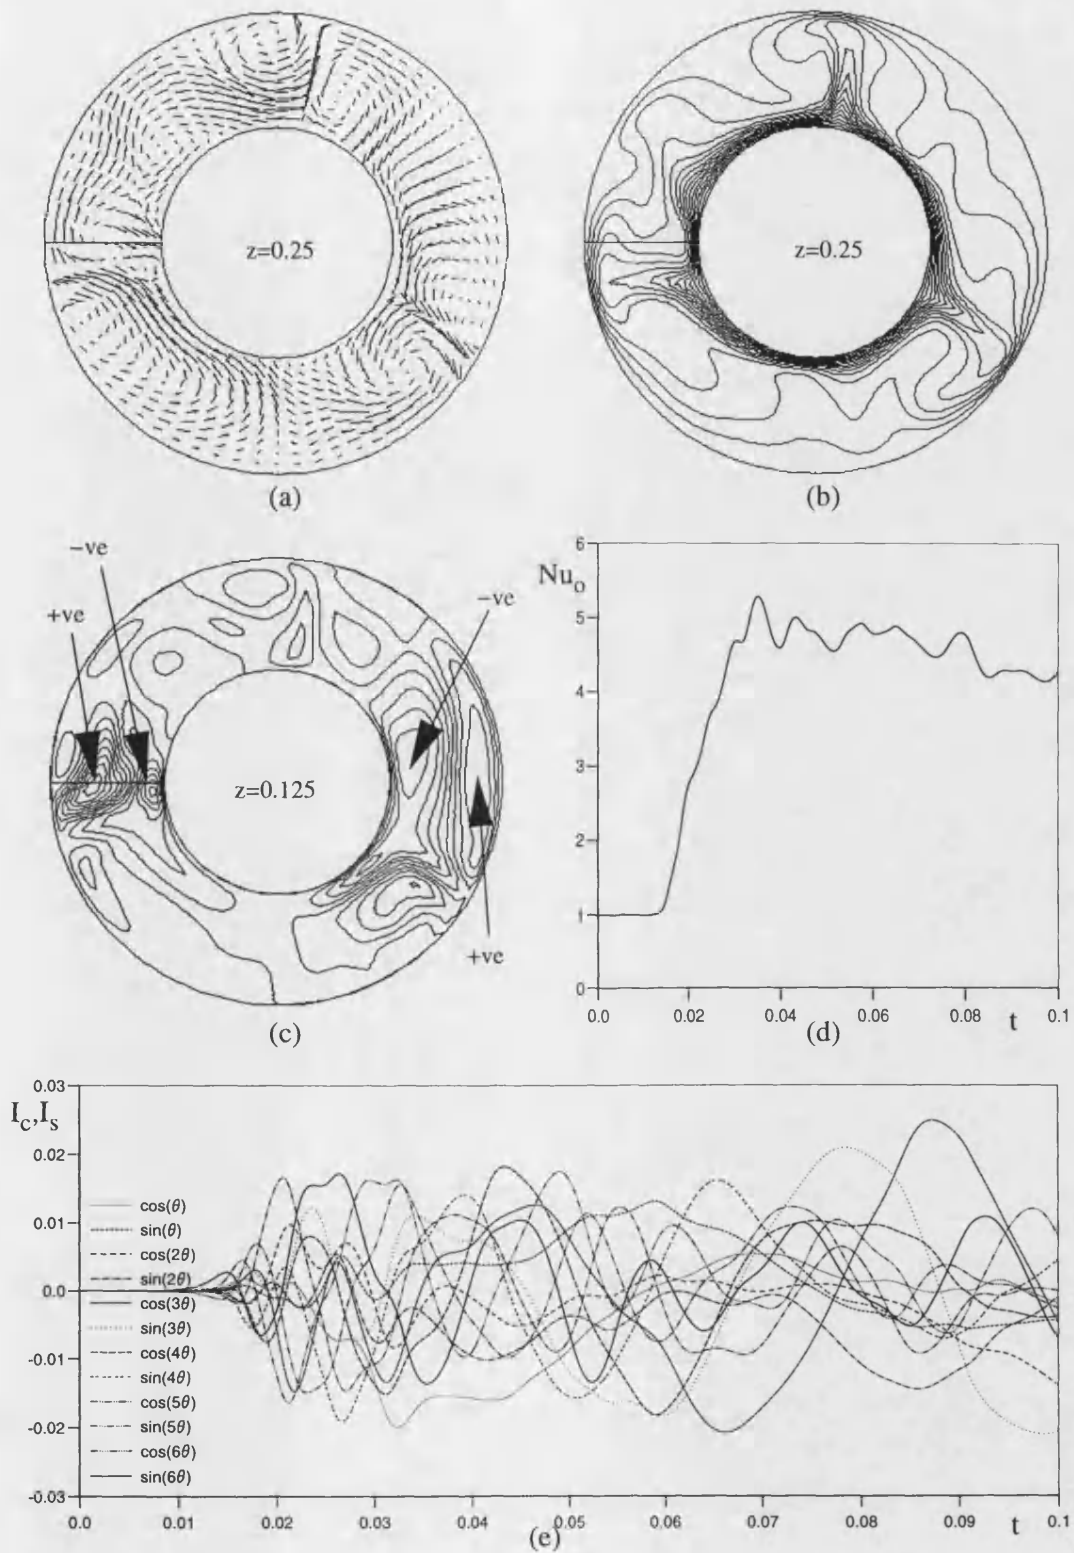 z=0.25
z=0.25
(a)
(b)
−ve
+ve
−ve
z=0.125
+ve
(c)
Nu₀
6
5
4
3
2
1
0
0.0 0.02 0.04 0.06 0.08 0.1
t
(d)
I_c,I_s
0.03
0.02
0.01
0.0
-0.01
-0.02
-0.03
cos(θ)
sin(θ)
cos(2θ)
sin(2θ)
cos(3θ)
sin(3θ)
cos(4θ)
sin(4θ)
cos(5θ)
sin(5θ)
cos(6θ)
sin(6θ)
0.0 0.01 0.02 0.03 0.04 0.05 0.06 0.07 0.08 0.09 0.1
t
(e)